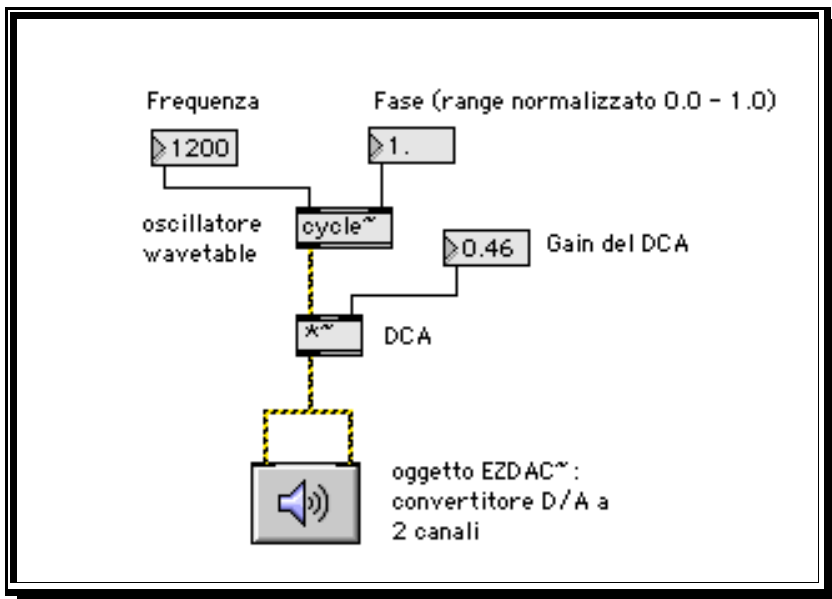 Frequenza
Fase (range normalizzato 0.0 - 1.0)
1200
1.
oscillatore
wavetable
cycle~
0.46
Gain del DCA
*~
DCA
oggetto EZDAC~ :
convertitore D/A a
2 canali